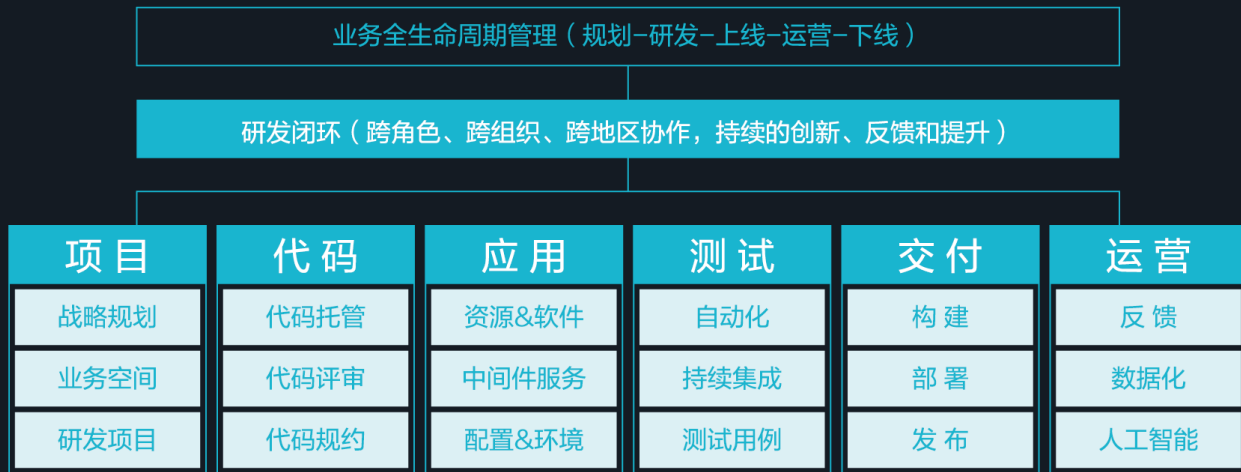 业务全生命周期管理（规划-研发-上线-运营-下线）
研发闭环（跨角色、跨组织、跨地区协作，持续的创新、反馈和提升）
项目 代码 应用 测试 交付 运营
战略规划 代码托管 资源&软件 自动化 构建 反馈
业务空间 代码评审 中间件服务 持续集成 部署 数据化
研发项目 代码规约 配置&环境 测试用例 发布 人工智能